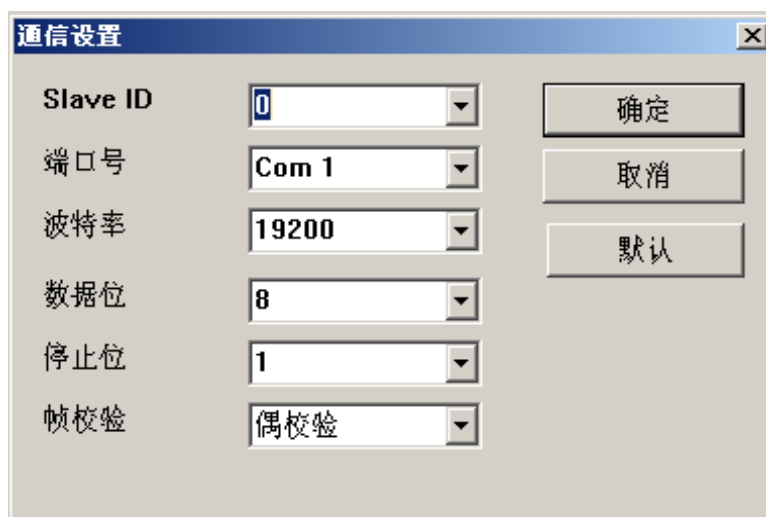 通信设置
Slave ID 0 确定
端口号 Com 1 取消
波特率 19200 默认
数据位 8
停止位 1
帧校验 偶校验